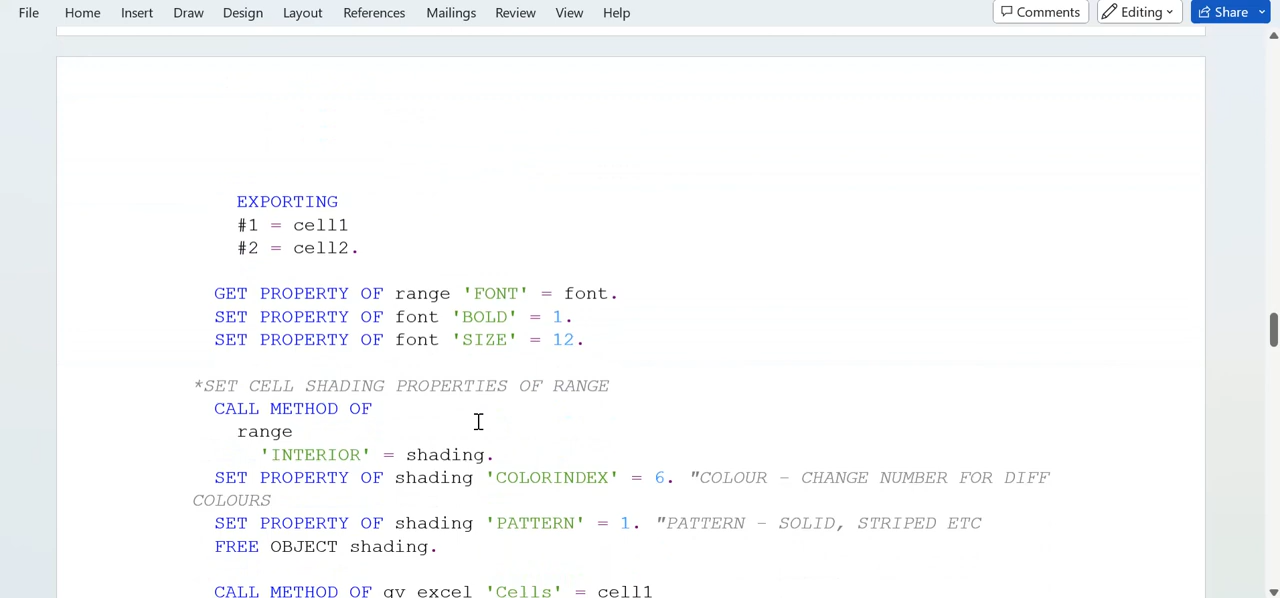 File Home Insert Draw Design Layout References Mailings Review View Help Comments Editing Share
EXPORTING
#1 = cell1
#2 = cell2.
GET PROPERTY OF range 'FONT' = font.
SET PROPERTY OF font 'BOLD' = 1.
SET PROPERTY OF font 'SIZE' = 12.
*SET CELL SHADING PROPERTIES OF RANGE
CALL METHOD OF
range
'INTERIOR' = shading.
SET PROPERTY OF shading 'COLORINDEX' = 6. "COLOUR - CHANGE NUMBER FOR DIFF
COLOURS
SET PROPERTY OF shading 'PATTERN' = 1. "PATTERN - SOLID, STRIPED ETC
FREE OBJECT shading.
CALL METHOD OF gv_excel 'Cells' = cell1